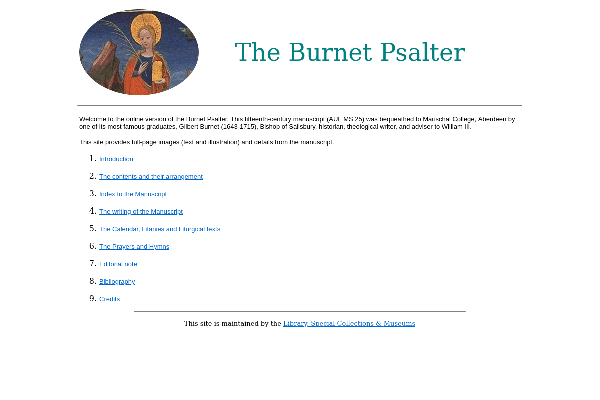 The Burnet Psalter
Welcome to the online version of the Burnet Psalter. This fifteenth-century manuscript (AUL MS 25) was bequeathed to Marischal College, Aberdeen by
one of its most famous graduates, Gilbert Burnet (1643-1715), Bishop of Salisbury, historian, theological writer, and adviser to William III.
This site provides full-page images (text and illustration) and details from the manuscript.
1. Introduction
2. The contents and their arrangement
3. Index to the Manuscript
4. The writing of the Manuscript
5. The Calendar, Litanies and Liturgical texts
6. The Prayers and Hymns
7. Editorial note
8. Bibliography
9. Credits
This site is maintained by the Library, Special Collections & Museums